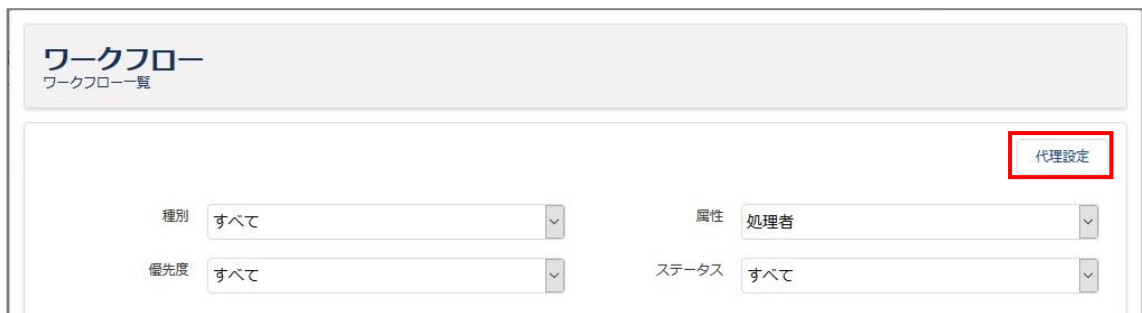 ワークフロー
ワークフロー一覧
代理設定
種別 すべて 属性 処理者
優先度 すべて ステータス すべて